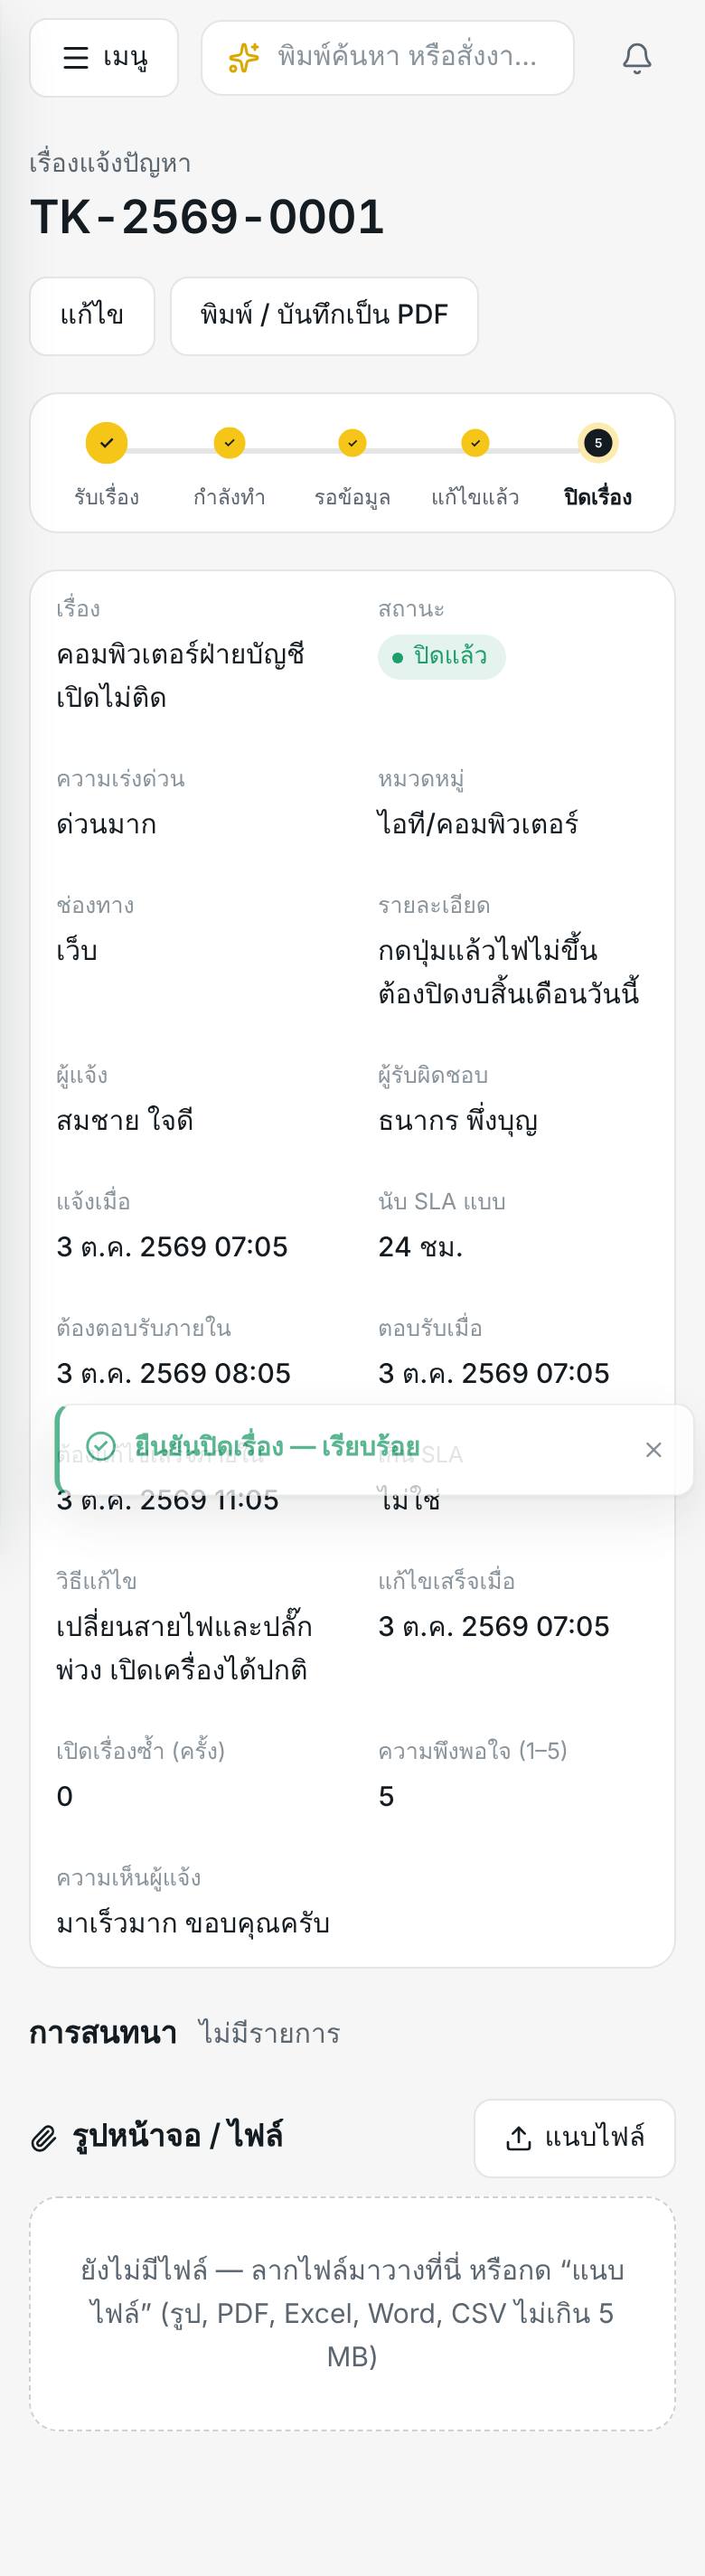 เมนู
พิมพ์ค้นหา หรือสั่งงา...
เรื่องแจ้งปัญหา
TK-2569-0001
แก้ไข
พิมพ์ / บันทึกเป็น PDF
5
รับเรื่อง
กำลังทำ
รอข้อมูล
แก้ไขแล้ว
ปิดเรื่อง
เรื่อง
คอมพิวเตอร์ฝ่ายบัญชี
เปิดไม่ติด
สถานะ
ปิดแล้ว
ความเร่งด่วน
ด่วนมาก
หมวดหมู่
ไอที/คอมพิวเตอร์
ช่องทาง
เว็บ
รายละเอียด
กดปุ่มแล้วไฟไม่ขึ้น
ต้องปิดงบสิ้นเดือนวันนี้
ผู้แจ้ง
สมชาย ใจดี
ผู้รับผิดชอบ
ธนากร พึ่งบุญ
แจ้งเมื่อ
3 ต.ค. 2569 07:05
นับ SLA แบบ
24 ชม.
ต้องตอบรับภายใน
3 ต.ค. 2569 08:05
ตอบรับเมื่อ
3 ต.ค. 2569 07:05
ยืนยันปิดเรื่อง — เรียบร้อย
ต้องแก้ไขเสร็จภายใน
3 ต.ค. 2569 11:05
SLA
ไม่ใช่
วิธีแก้ไข
เปลี่ยนสายไฟและปลั๊ก
พ่วง เปิดเครื่องได้ปกติ
แก้ไขเสร็จเมื่อ
3 ต.ค. 2569 07:05
เปิดเรื่องซ้ำ (ครั้ง)
0
ความพึงพอใจ (1–5)
5
ความเห็นผู้แจ้ง
มาเร็วมาก ขอบคุณครับ
การสนทนา ไม่มีรายการ
รูปหน้าจอ / ไฟล์
แนบไฟล์
ยังไม่มีไฟล์ — ลากไฟล์มาวางที่นี่ หรือกด “แนบ
ไฟล์” (รูป, PDF, Excel, Word, CSV ไม่เกิน 5
MB)